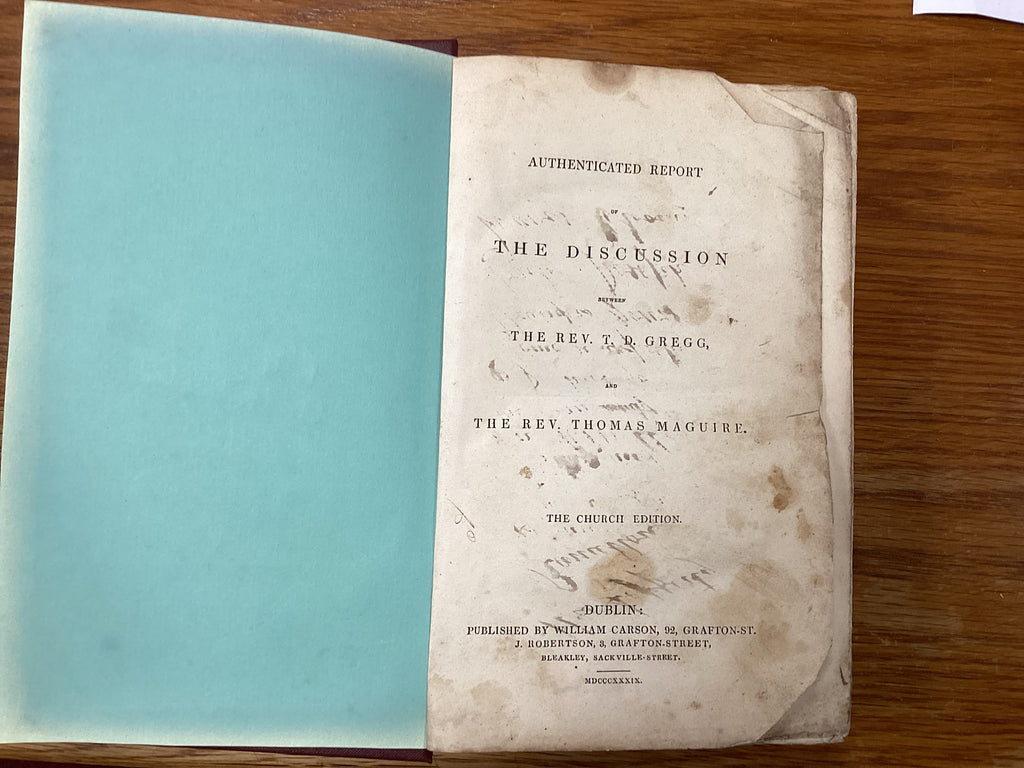 AUTHENTICATED REPORT
OF
THE DISCUSSION
BETWEEN
THE REV. T. D. GREGG,
AND
THE REV. THOMAS MAGUIRE.
THE CHURCH EDITION.
DUBLIN:
PUBLISHED BY WILLIAM CARSON, 92, GRAFTON-ST.
J. ROBERTSON, 3, GRAFTON-STREET,
BLEAKLEY, SACKVILLE-STREET.
MDCCCXXXIX.